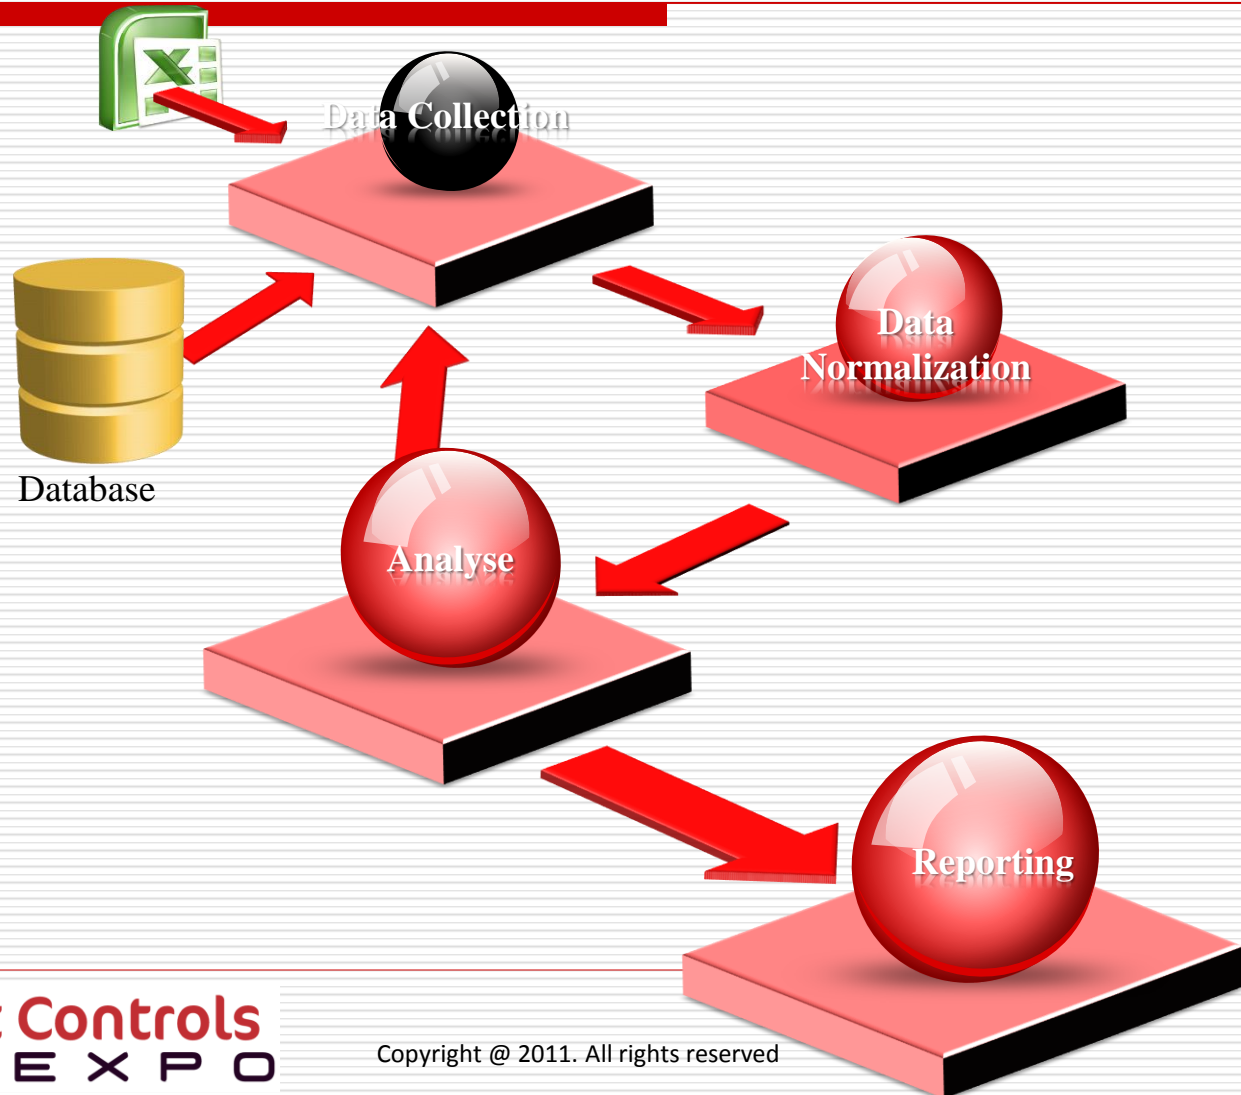 Data Collection
Data
Normalization
Database
Analyse
Reporting
Controls
EXPO
Copyright @ 2011. All rights reserved